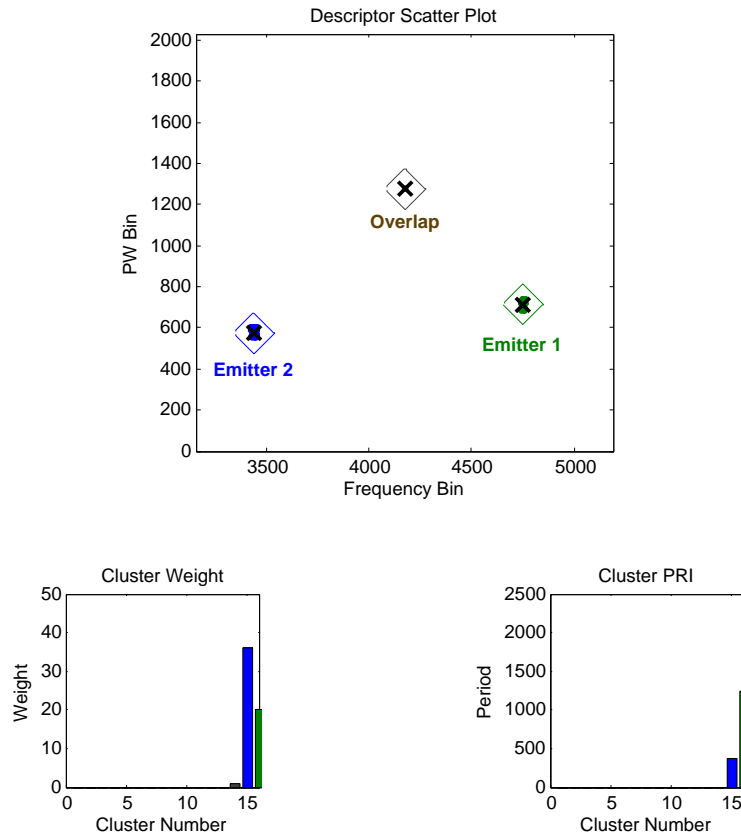 Descriptor Scatter Plot
2000
1800
1600
1400
1200
1000
800
600
400
200
0
PW Bin
Overlap
Emitter 1
Emitter 2
3500 4000 4500 5000
Frequency Bin
Cluster Weight
50
40
30
20
10
0
Weight
0 5 10 15
Cluster Number
Cluster PRI
2500
2000
1500
1000
500
0
Period
0 5 10 15
Cluster Number